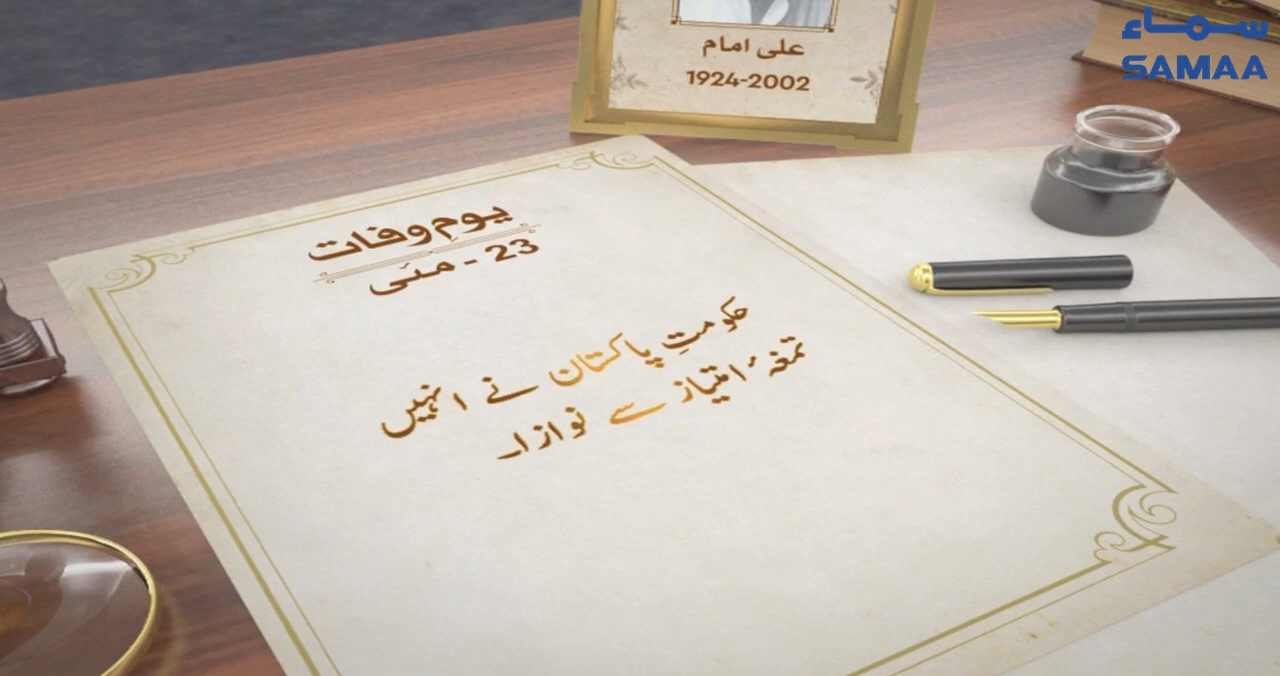 سماء
SAMAA
علی امام
1924-2002
یومِ وفات
23 - مئی
حکومتِ پاکستان نے انہیں
تمغۂ امتیاز سے نوازا۔